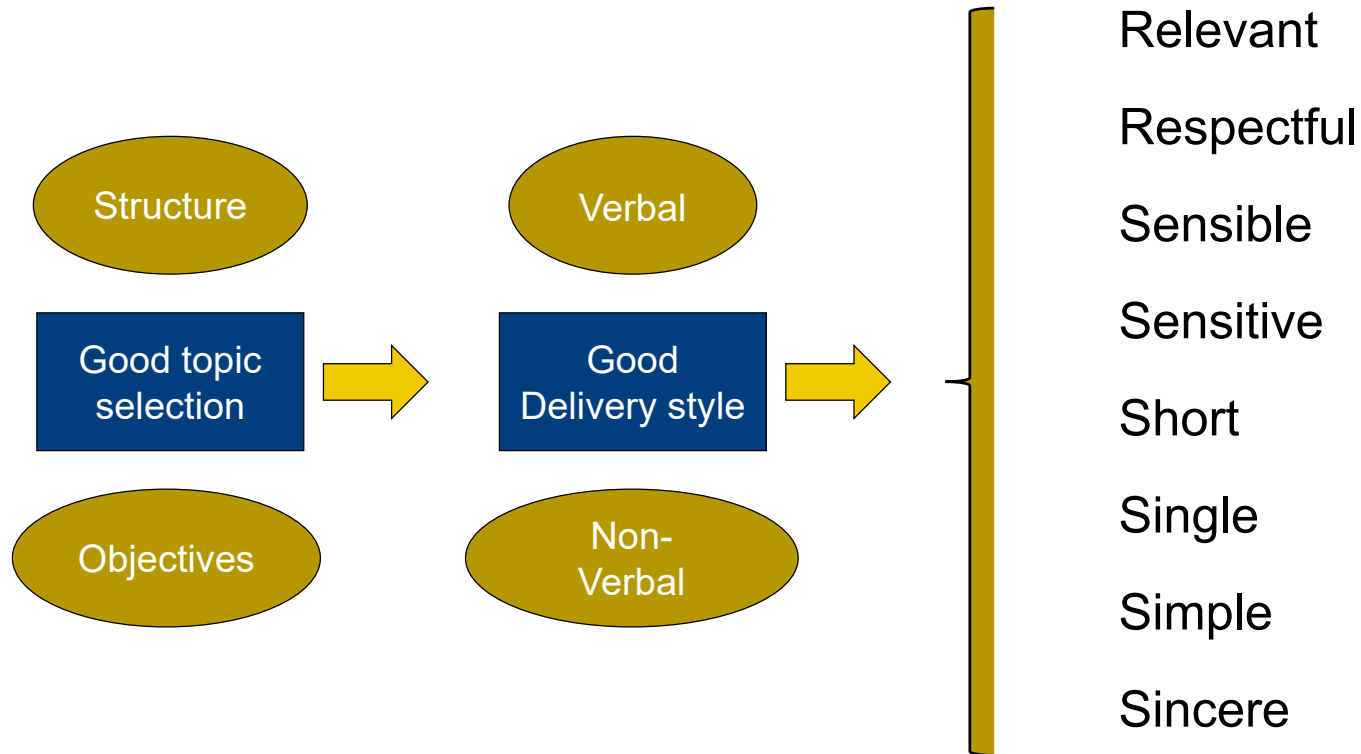 Structure
Good topic
selection
Objectives
Verbal
Good
Delivery style
Non-
Verbal
Relevant
Respectful
Sensible
Sensitive
Short
Single
Simple
Sincere